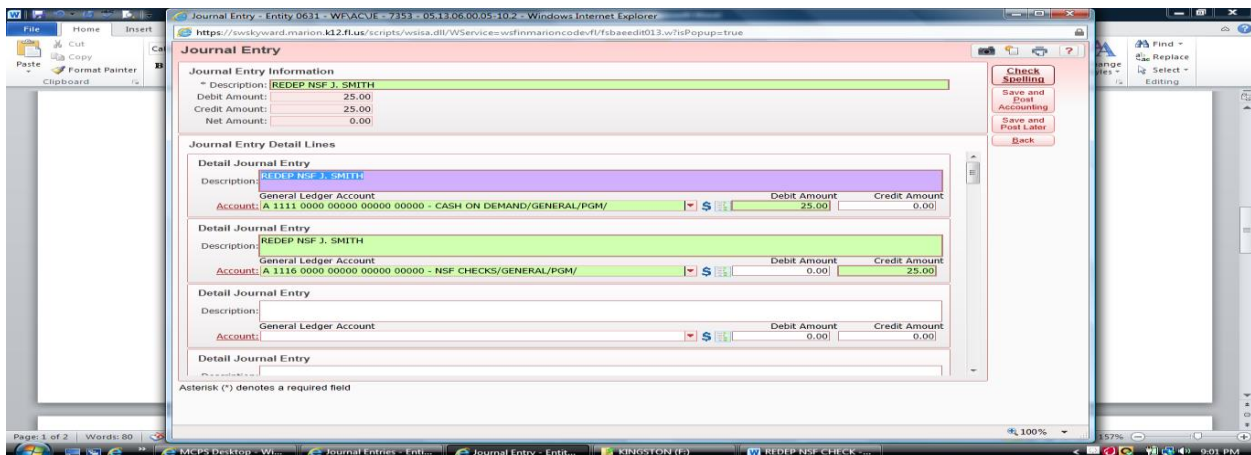 Journal Entry - Entity 0631 - WF\AC\JE - 7353 - 05.13.06.00.05-10.2 - Windows Internet Explorer
File Home Insert
https://swskyward.marion.k12.fl.us/scripts/wsisa.dll/WService=wsfinmarioncodevfl/fsbaeedit013.w?isPopup=true
Cut
Copy
Paste
Format Painter
Clipboard
Find
Replace
Select
Editing
Journal Entry
Journal Entry Information
* Description: REDEP NSF J. SMITH
Debit Amount: 25.00
Credit Amount: 25.00
Net Amount: 0.00
Check Spelling
Save and Post Accounting
Save and Post Later
Back
Journal Entry Detail Lines
Detail Journal Entry
Description: REDEP NSF J. SMITH
General Ledger Account Debit Amount Credit Amount
Account: A 1111 0000 00000 00000 00000 - CASH ON DEMAND/GENERAL/PGM/ $ 25.00 0.00
Detail Journal Entry
Description: REDEP NSF J. SMITH
General Ledger Account Debit Amount Credit Amount
Account: A 1116 0000 00000 00000 00000 - NSF CHECKS/GENERAL/PGM/ $ 0.00 25.00
Detail Journal Entry
Description:
General Ledger Account Debit Amount Credit Amount
Account: $ 0.00 0.00
Detail Journal Entry
Asterisk (*) denotes a required field
100%
Page: 1 of 2 Words: 80
157%
MCPS Desktop - Wi... Journal Entries - Enti... Journal Entry - Entit... KINGSTON (F:) REDEP NSF CHECK -... 9:01 PM